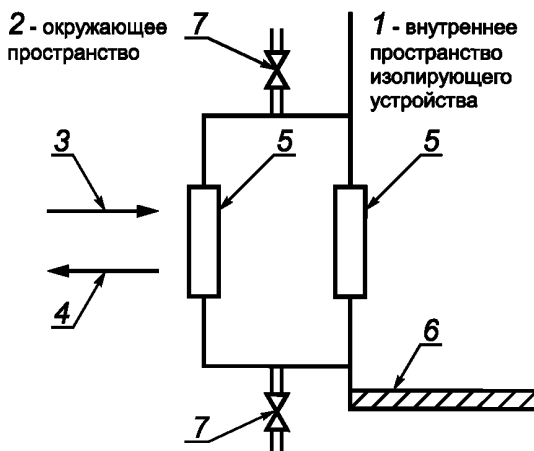 2 - окружающее
пространство
7
1 - внутреннее
пространство
изолирующего
устройства
3
5
5
4
6
7